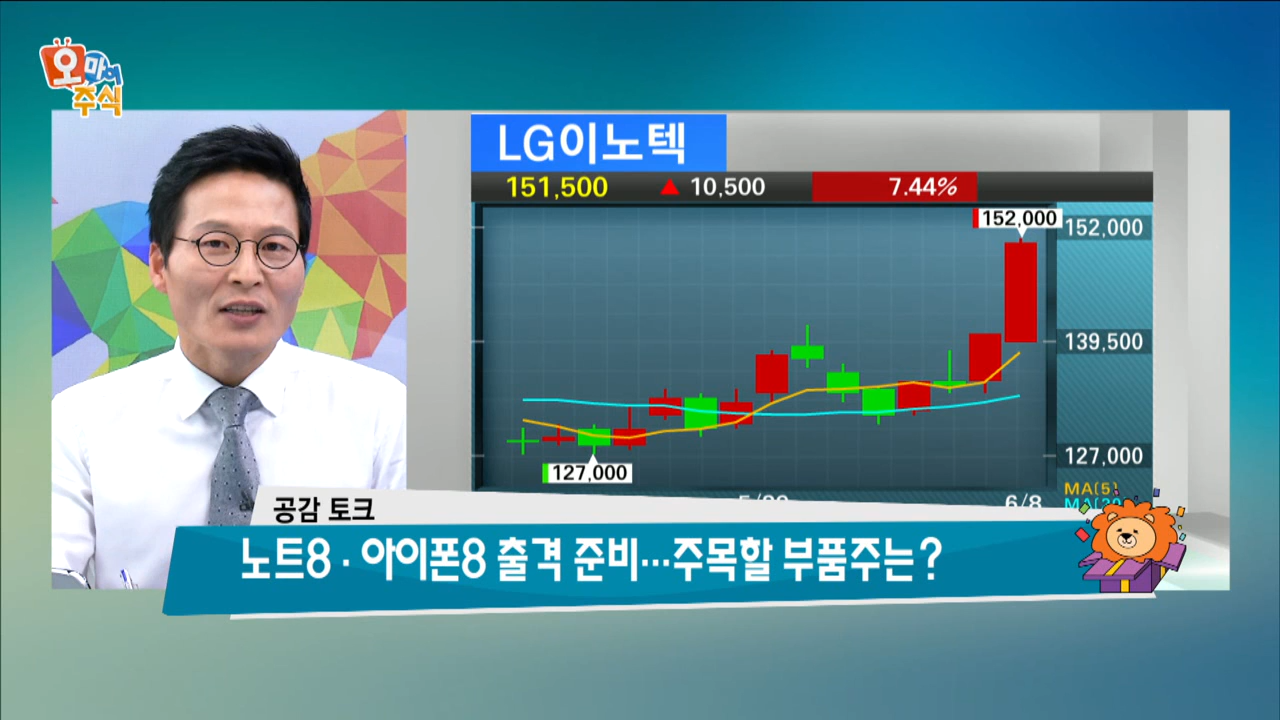 오마이
주식
LG이노텍
151,500 ▲ 10,500 7.44%
152,000
152,000
139,500
127,000
127,000
6/8
MA(5)
공감 토크
노트8 · 아이폰8 출격 준비…주목할 부품주는?